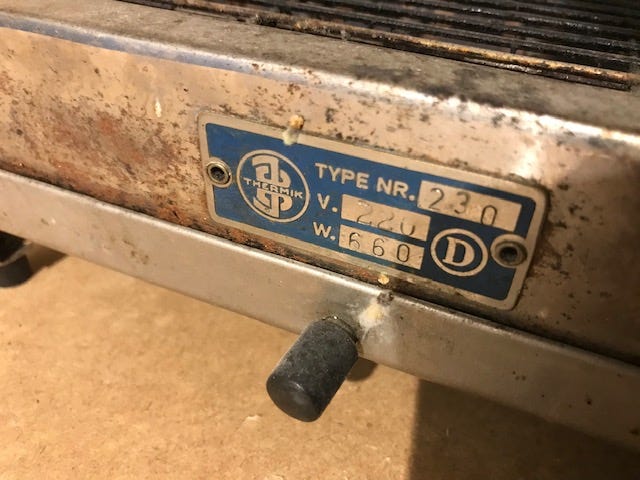 THERMIK
TYPE NR. 230
V. 220
W. 660
D